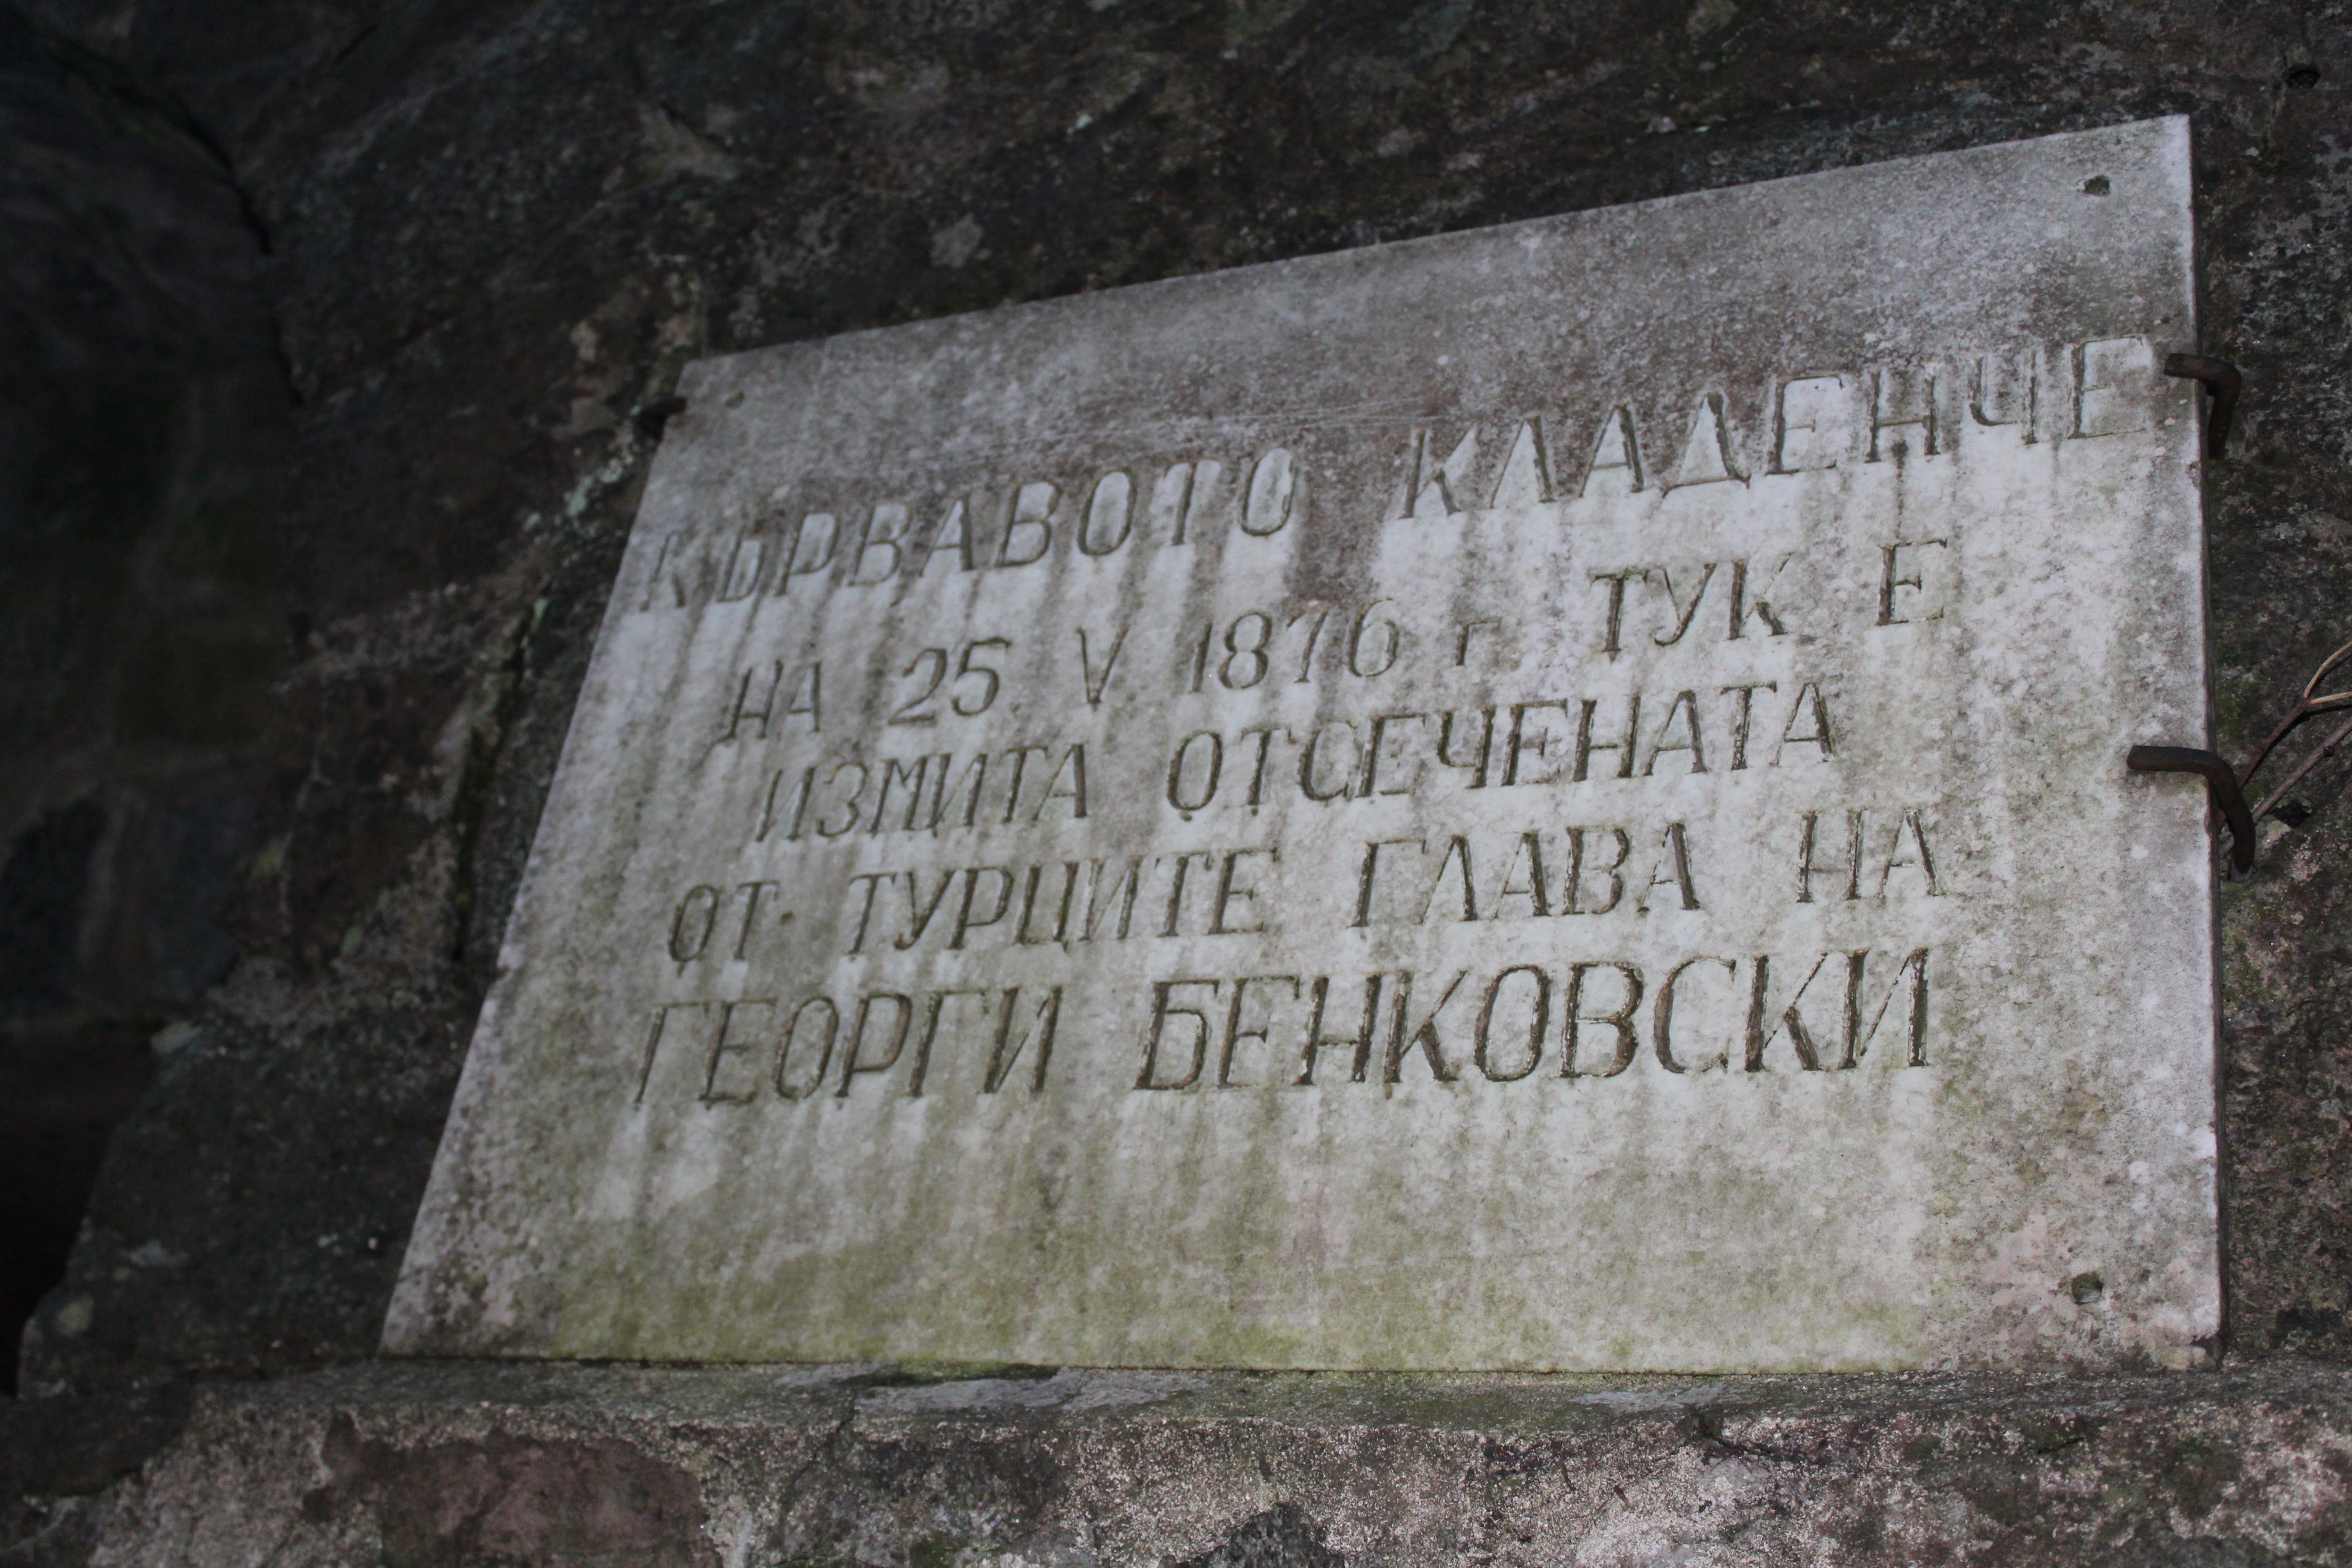 КЪРВАВОТО КЛАДЕНЧЕ
НА 25 V 1876 г. ТУК Е
ИЗМИТА ОТСЕЧЕНАТА
ОТ ТУРЦИТЕ ГЛАВА НА
ГЕОРГИ БЕНКОВСКИ